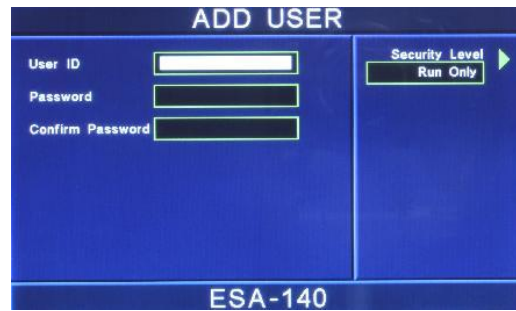 ADD USER
User ID
Password
Confirm Password
Security Level
Run Only
ESA-140